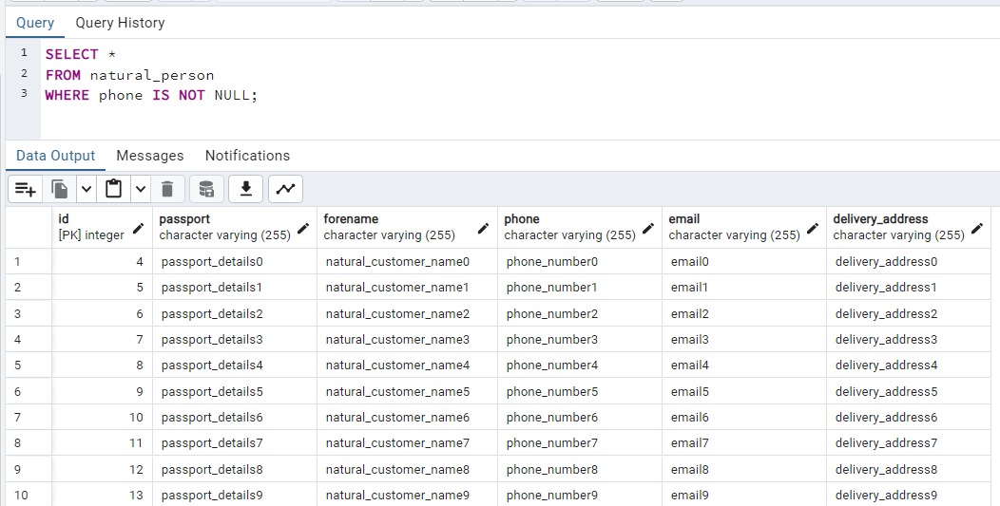 Query Query History
1 SELECT *
2 FROM natural_person
3 WHERE phone IS NOT NULL;
Data Output Messages Notifications
id passport forename phone email delivery_address
[PK] integer character varying (255) character varying (255) character varying (255) character varying (255) character varying (255)
1 4 passport_details0 natural_customer_name0 phone_number0 email0 delivery_address0
2 5 passport_details1 natural_customer_name1 phone_number1 email1 delivery_address1
3 6 passport_details2 natural_customer_name2 phone_number2 email2 delivery_address2
4 7 passport_details3 natural_customer_name3 phone_number3 email3 delivery_address3
5 8 passport_details4 natural_customer_name4 phone_number4 email4 delivery_address4
6 9 passport_details5 natural_customer_name5 phone_number5 email5 delivery_address5
7 10 passport_details6 natural_customer_name6 phone_number6 email6 delivery_address6
8 11 passport_details7 natural_customer_name7 phone_number7 email7 delivery_address7
9 12 passport_details8 natural_customer_name8 phone_number8 email8 delivery_address8
10 13 passport_details9 natural_customer_name9 phone_number9 email9 delivery_address9